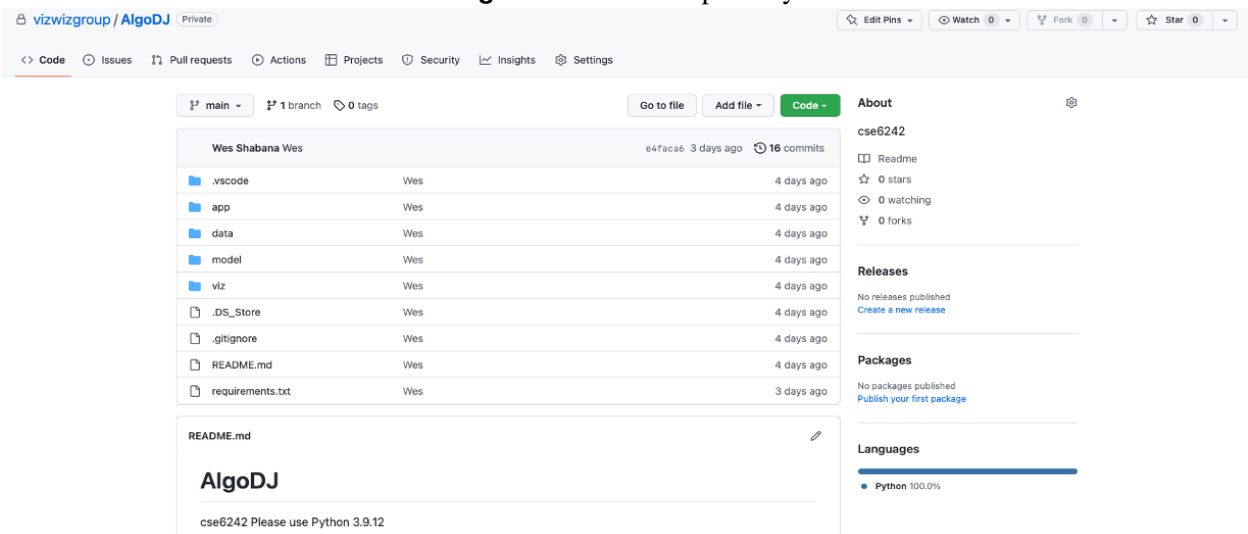 vizwizgroup / AlgoDJ Private
Edit Pins Watch 0 Fork 0 Star 0
Code Issues Pull requests Actions Projects Security Insights Settings
main 1 branch 0 tags Go to file Add file Code
Wes Shabana Wes e4faca6 3 days ago 16 commits
.vscode Wes 4 days ago
app Wes 4 days ago
data Wes 4 days ago
model Wes 4 days ago
viz Wes 4 days ago
.DS_Store Wes 4 days ago
.gitignore Wes 4 days ago
README.md Wes 4 days ago
requirements.txt Wes 3 days ago
README.md
AlgoDJ
cse6242 Please use Python 3.9.12
About
cse6242
Readme
0 stars
0 watching
0 forks
Releases
No releases published
Create a new release
Packages
No packages published
Publish your first package
Languages
Python 100.0%